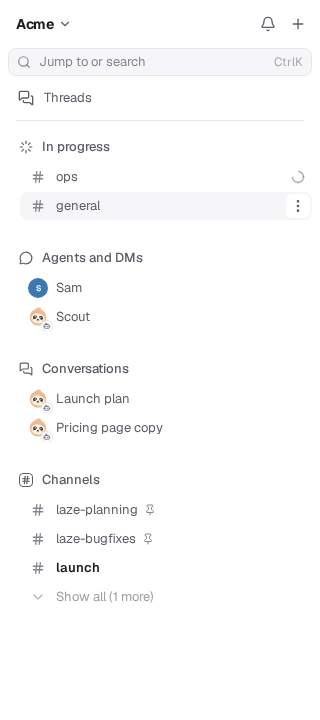 Acme
Jump to or search CtrlK
Threads
In progress
# ops
# general
Agents and DMs
S Sam
Scout
Conversations
Launch plan
Pricing page copy
# Channels
# laze-planning
# laze-bugfixes
# launch
Show all (1 more)